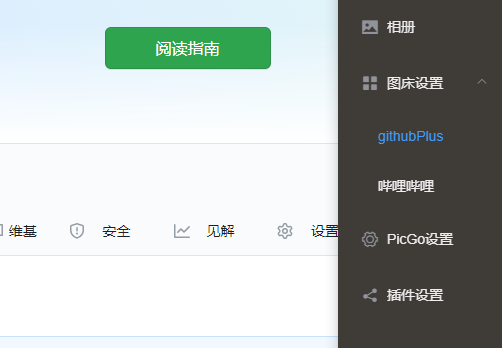 阅读指南
维基
安全
见解
设置
相册
图床设置
githubPlus
哔哩哔哩
PicGo设置
插件设置